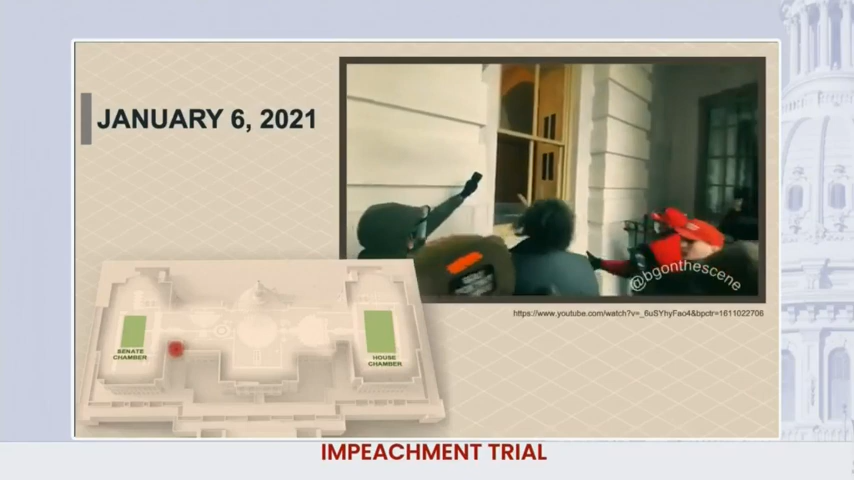 JANUARY 6, 2021
@bgonthescene
https://www.youtube.com/watch?v=_6uSYhyFao4&bpctr=1611022706
SENATE
CHAMBER
HOUSE
CHAMBER
IMPEACHMENT TRIAL